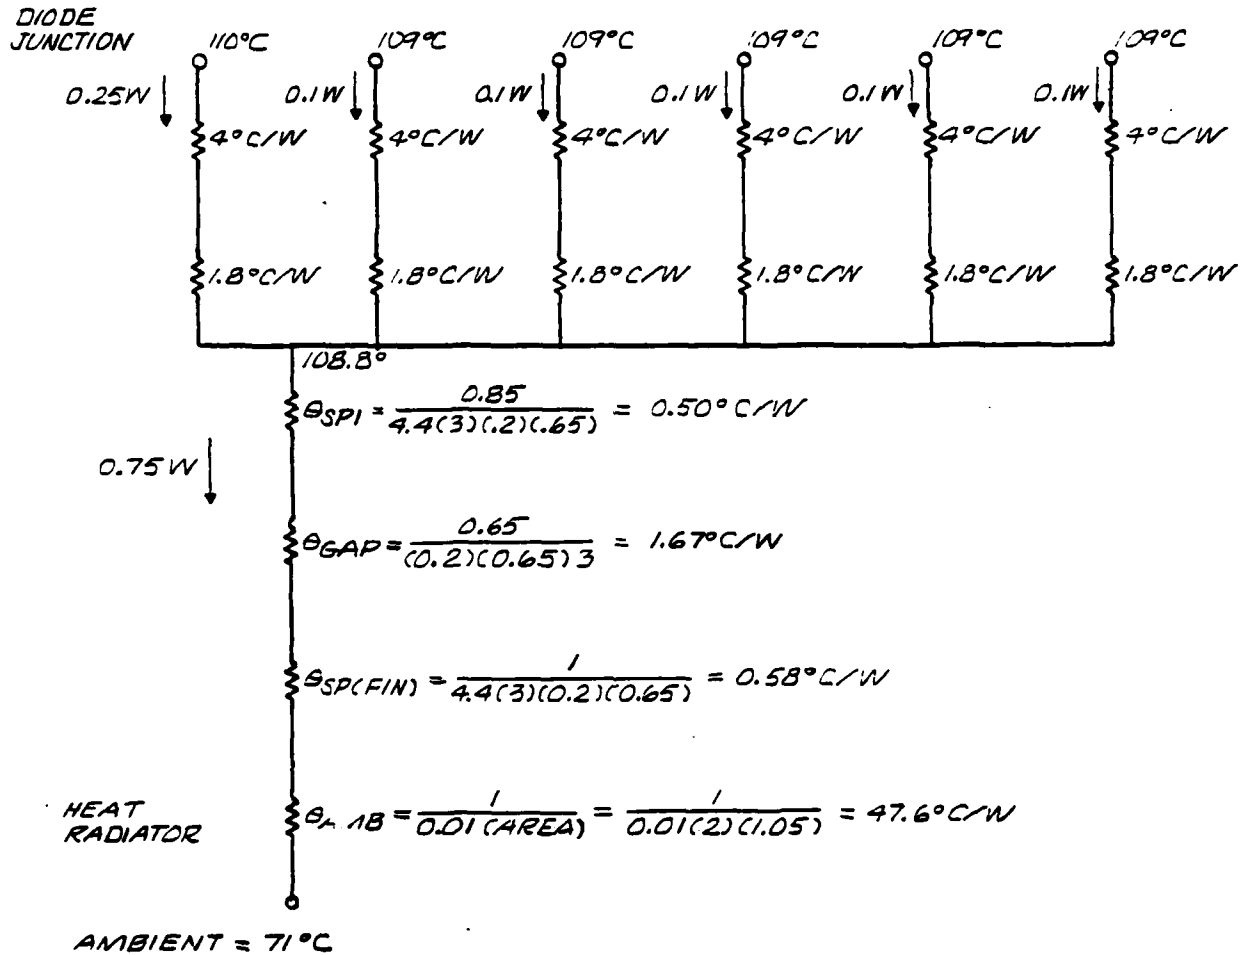 DIODE
JUNCTION
110°C 109°C 109°C 109°C 109°C 109°C
0.25W 0.1W 0.1W 0.1W 0.1W 0.1W
4°C/W 4°C/W 4°C/W 4°C/W 4°C/W 4°C/W
1.8°C/W 1.8°C/W 1.8°C/W 1.8°C/W 1.8°C/W 1.8°C/W
108.8°
θSP1 = 0.85 / 4.4(3)(.2)(.65) = 0.50°C/W
0.75W
θGAP = 0.65 / (0.2)(0.65)3 = 1.67°C/W
θSP(FIN) = 1 / 4.4(3)(0.2)(0.65) = 0.58°C/W
HEAT
RADIATOR
= 1 / 0.01(AREA) = 1 / 0.01(2)(1.05) = 47.6°C/W
AMBIENT = 71°C